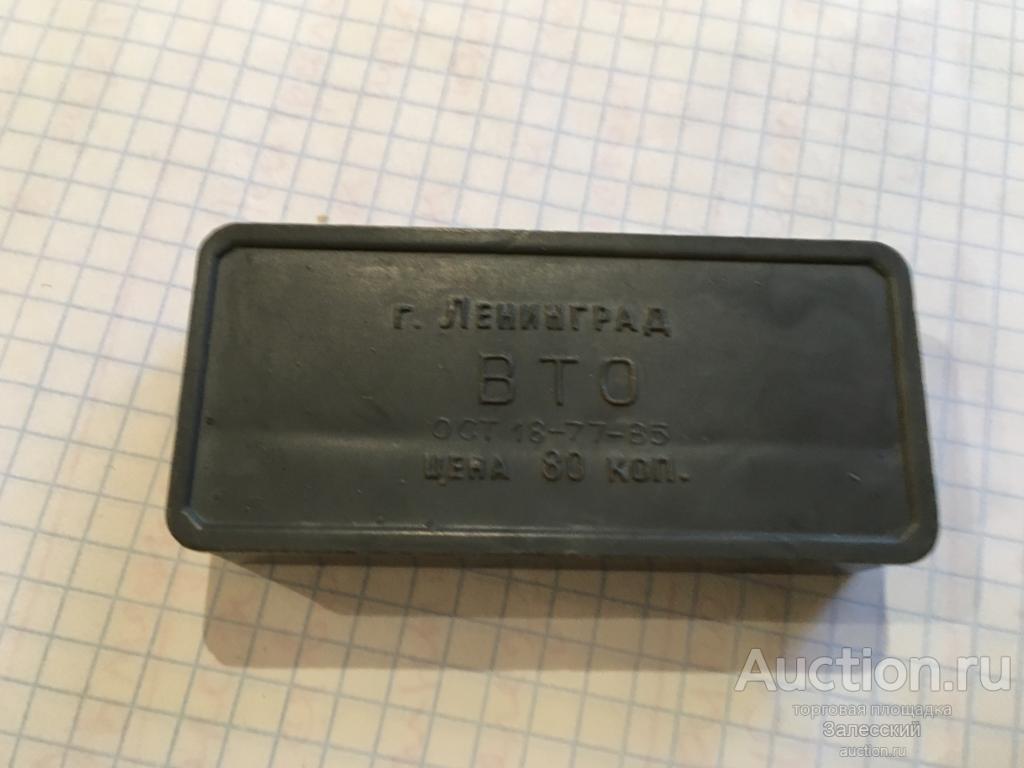 г. ЛЕНИНГРАД
ВТО
ОСТ 18-77-85
ЦЕНА 80 КОП.
Auction.ru
торговая площадка
Залесский
auction.ru